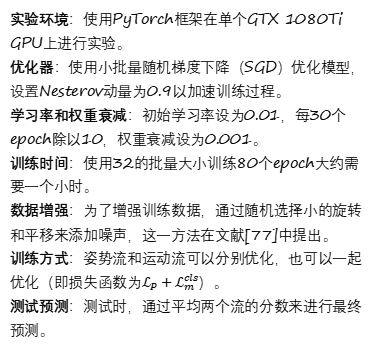 实验环境：使用PyTorch框架在单个GTX 1080Ti
GPU上进行实验。
优化器：使用小批量随机梯度下降（SGD）优化模型，
设置Nesterov动量为0.9以加速训练过程。
学习率和权重衰减：初始学习率设为0.01，每30个
epoch除以10，权重衰减设为0.001。
训练时间：使用32的批量大小训练80个epoch大约需
要一个小时。
数据增强：为了增强训练数据，通过随机选择小的旋转
和平移来添加噪声，这一方法在文献[77]中提出。
训练方式：姿势流和运动流可以分别优化，也可以一起
优化（即损失函数为ℒ_P + ℒ_m^{cls}）。
测试预测：测试时，通过平均两个流的分数来进行最终
预测。